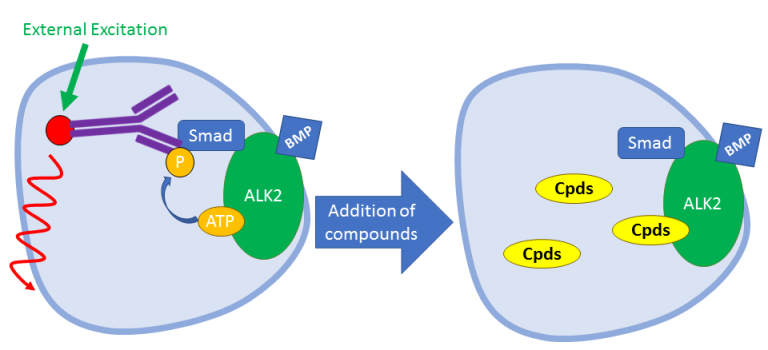 External Excitation
Smad
BMP
P
ALK2
ATP
Addition of
compounds
Smad
BMP
Cpds
ALK2
Cpds
Cpds